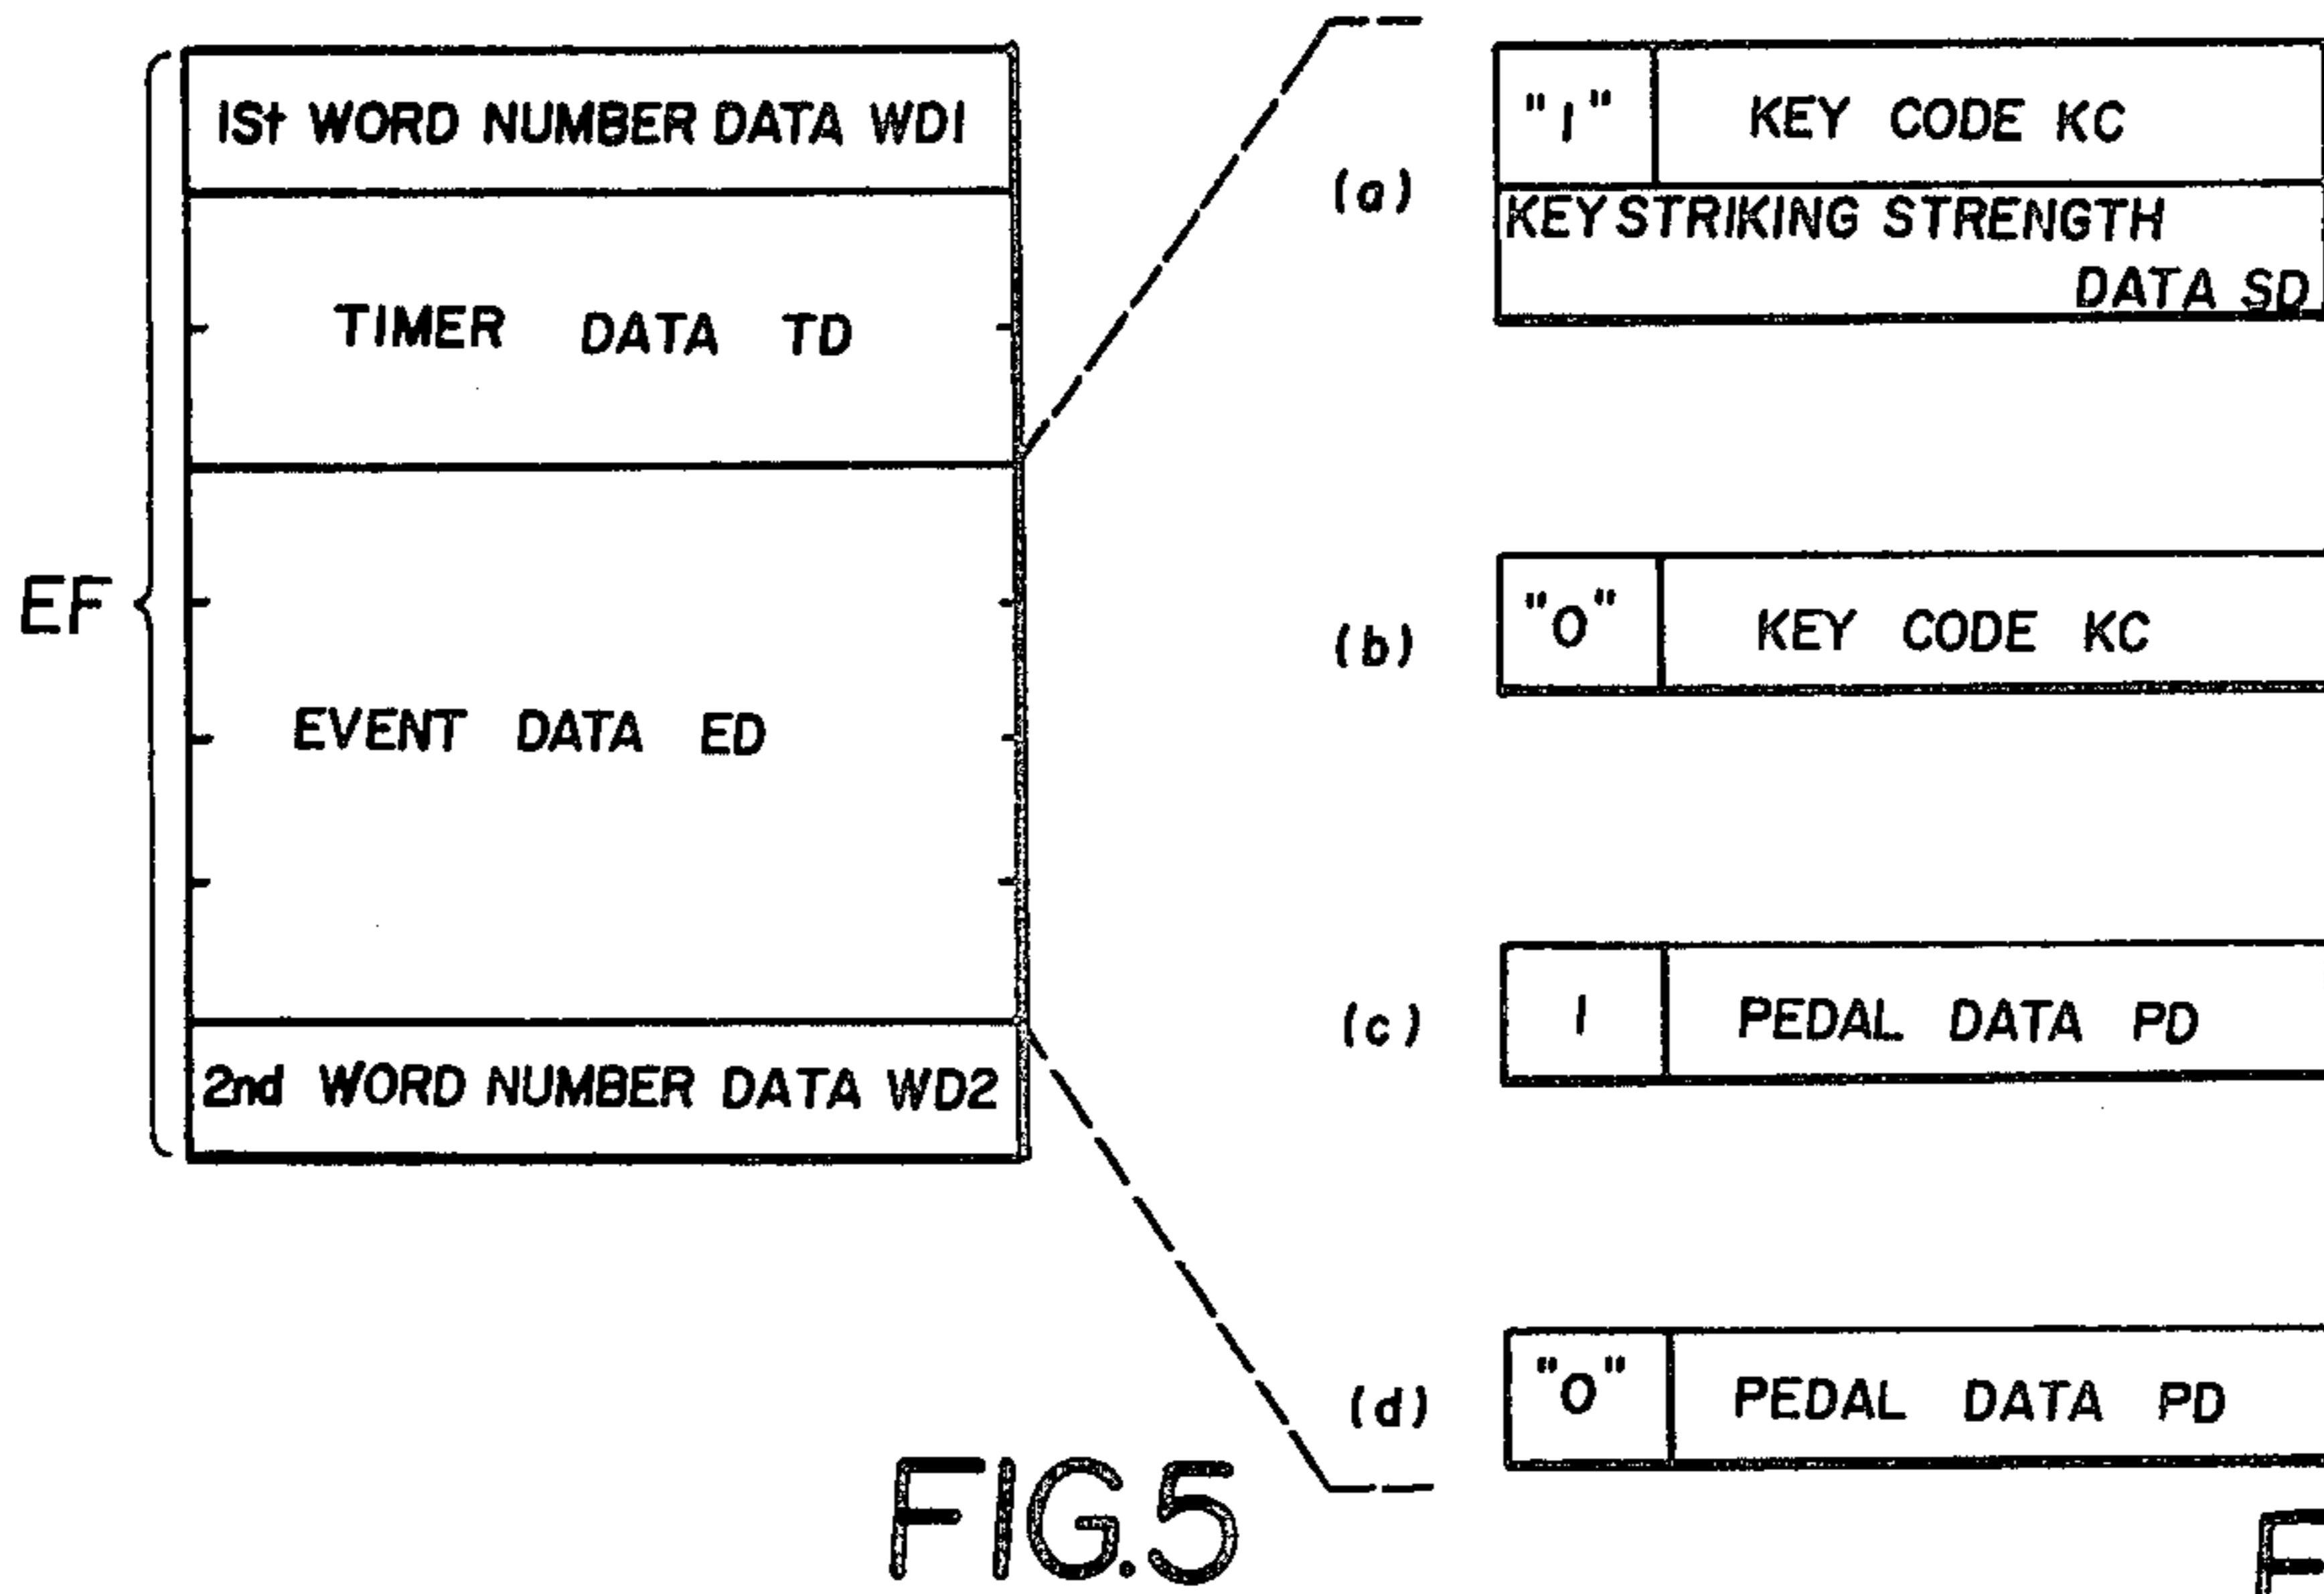 1St WORD NUMBER DATA WD1
TIMER DATA TD
EF
EVENT DATA ED
2nd WORD NUMBER DATA WD2
FIG.5
(a)
"1" KEY CODE KC
KEY STRIKING STRENGTH
DATA SD
(b)
"0" KEY CODE KC
(c)
1 PEDAL DATA PD
(d)
"0" PEDAL DATA PD